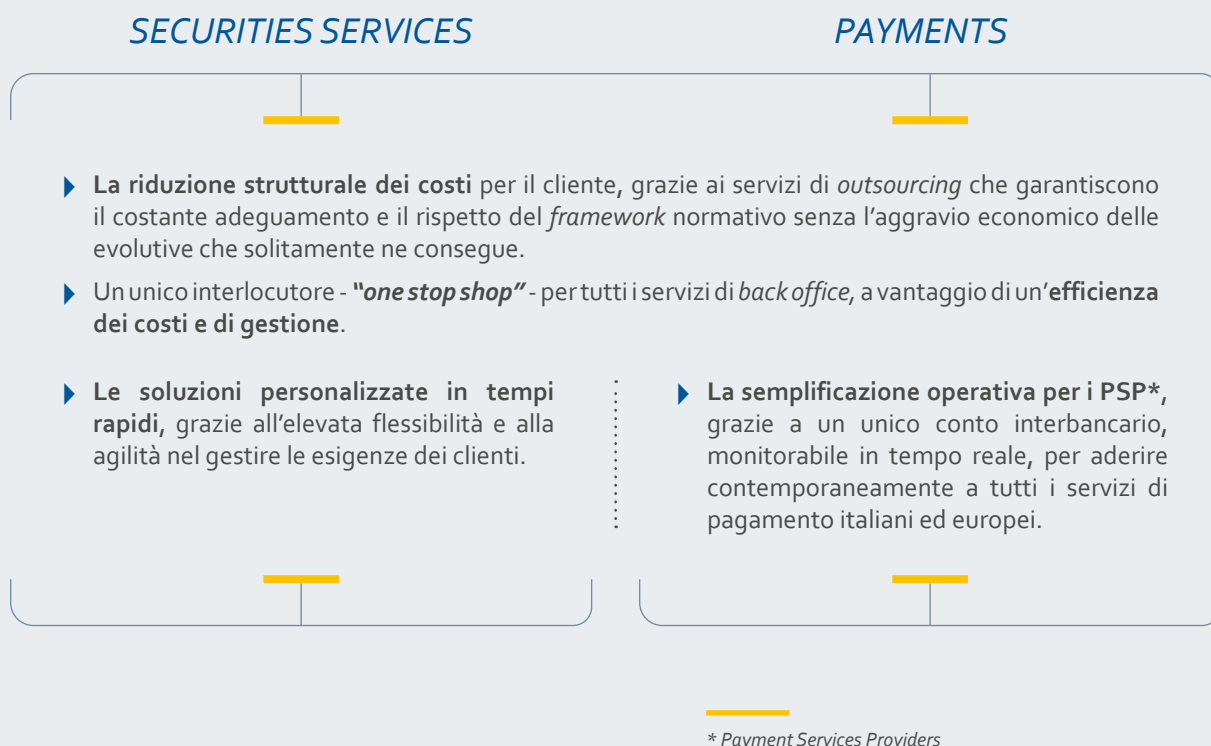 SECURITIES SERVICES
PAYMENTS
La riduzione strutturale dei costi per il cliente, grazie ai servizi di outsourcing che garantiscono
il costante adeguamento e il rispetto del framework normativo senza l'aggravio economico delle
evolutive che solitamente ne consegue.
Un unico interlocutore - "one stop shop" - per tutti i servizi di back office, a vantaggio di un'efficienza
dei costi e di gestione.
Le soluzioni personalizzate in tempi
rapidi, grazie all'elevata flessibilità e alla
agilità nel gestire le esigenze dei clienti.
La semplificazione operativa per i PSP*,
grazie a un unico conto interbancario,
monitorabile in tempo reale, per aderire
contemporaneamente a tutti i servizi di
pagamento italiani ed europei.
* Payment Services Providers